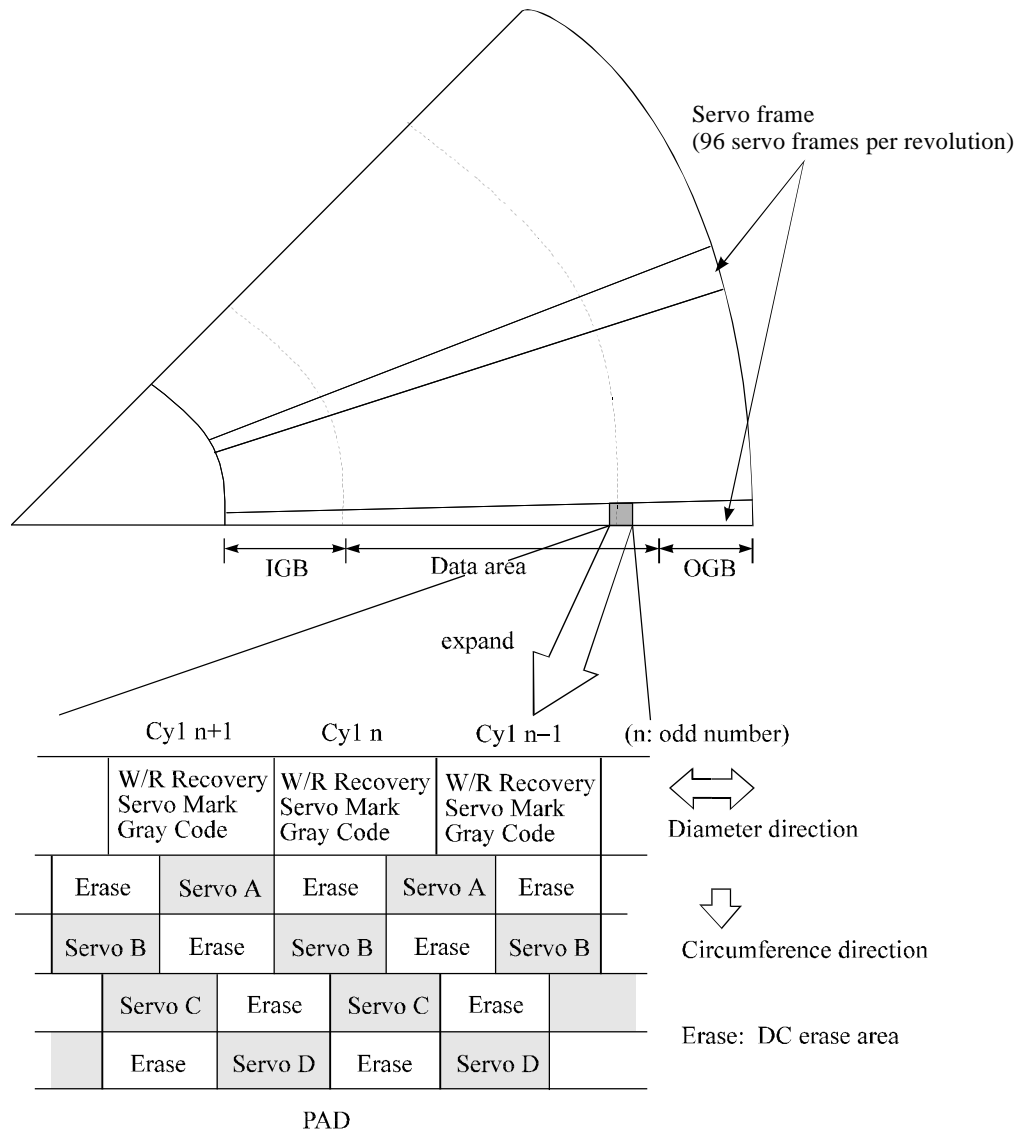 Servo frame
(96 servo frames per revolution)
IGB
Data area
OGB
expand
Cy1 n+1
Cy1 n
Cy1 n–1
(n: odd number)
W/R Recovery
Servo Mark
Gray Code
W/R Recovery
Servo Mark
Gray Code
W/R Recovery
Servo Mark
Gray Code
Diameter direction
Erase
Servo A
Erase
Servo A
Erase
Servo B
Erase
Servo B
Erase
Servo B
Circumference direction
Servo C
Erase
Servo C
Erase
Erase: DC erase area
Erase
Servo D
Erase
Servo D
PAD